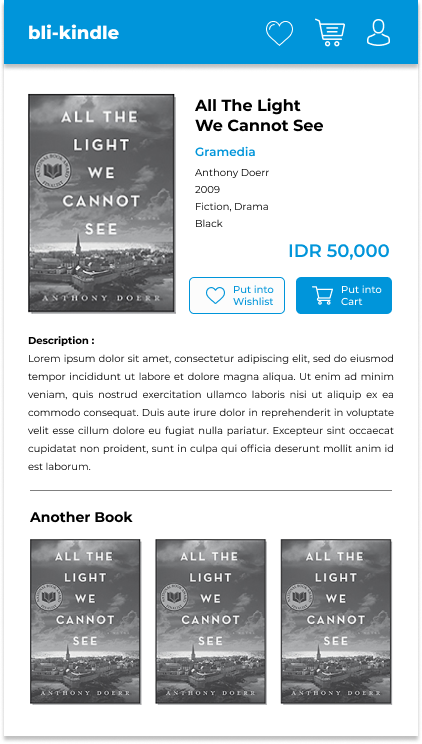 bli-kindle
ALL THE
LIGHT
WE
CANNOT
SEE
ANTHONY DOERR
All The Light
We Cannot See
Gramedia
Anthony Doerr
2009
Fiction, Drama
Black
IDR 50,000
Put into
Wishlist
Put into
Cart
Description :
Lorem ipsum dolor sit amet, consectetur adipiscing elit, sed do eiusmod
tempor incididunt ut labore et dolore magna aliqua. Ut enim ad minim
veniam, quis nostrud exercitation ullamco laboris nisi ut aliquip ex ea
commodo consequat. Duis aute irure dolor in reprehenderit in voluptate
velit esse cillum dolore eu fugiat nulla pariatur. Excepteur sint occaecat
cupidatat non proident, sunt in culpa qui officia deserunt mollit anim id
est laborum.
Another Book
ALL THE
LIGHT
WE
CANNOT
SEE
ANTHONY DOERR
ALL THE
LIGHT
WE
CANNOT
SEE
ANTHONY DOERR
ALL THE
LIGHT
WE
CANNOT
SEE
ANTHONY DOERR